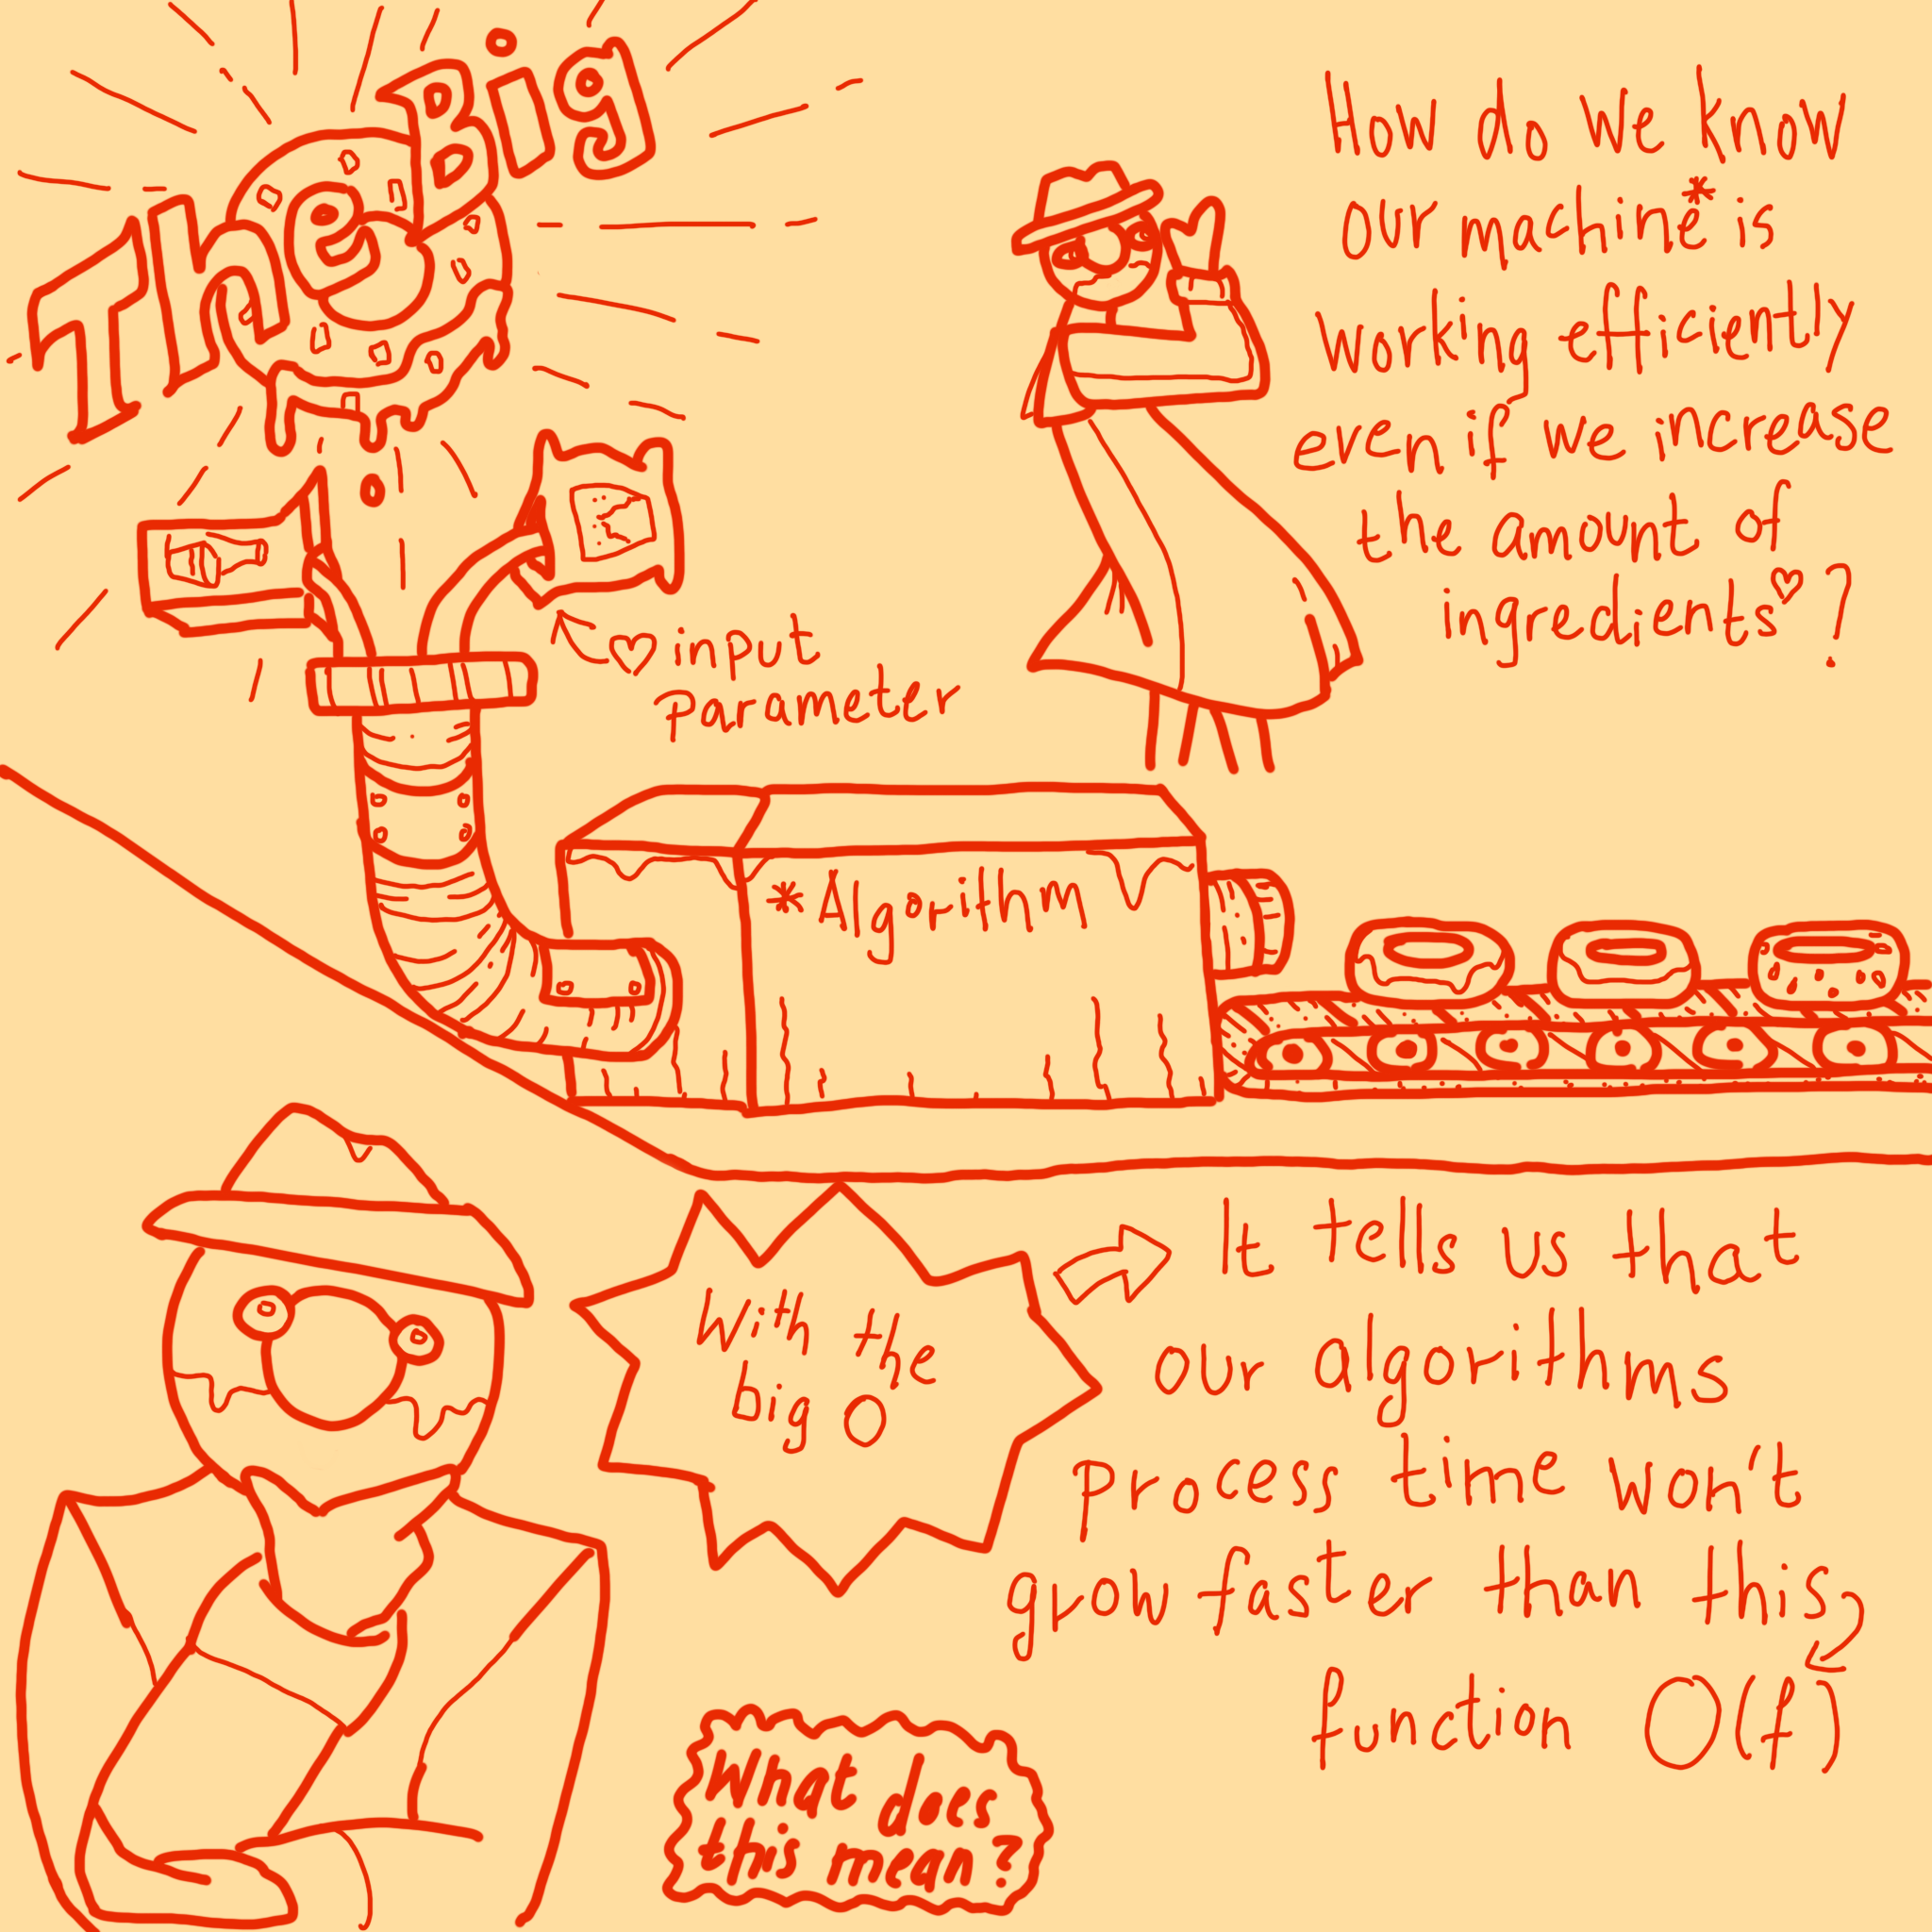 The Big
O
How do we know
our machine* is
working efficiently
even if we increase
the amount of
ingredients♡?
♡ input
parameter
*Algorithm
With the
big O
It tells us that
our algorithms
process time won't
grow faster than this
function O(f)
What does
this mean?